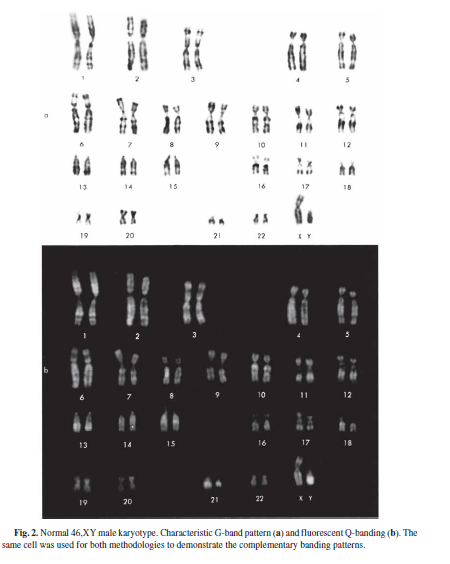 1 2 3 4 5
a
6 7 8 9 10 11 12
13 14 15 16 17 18
19 20 21 22 X Y
1 2 3 4 5
b
6 7 8 9 10 11 12
13 14 15 16 17 18
19 20 21 22 X Y
Fig. 2. Normal 46,XY male karyotype. Characteristic G-band pattern (a) and fluorescent Q-banding (b). The
same cell was used for both methodologies to demonstrate the complementary banding patterns.